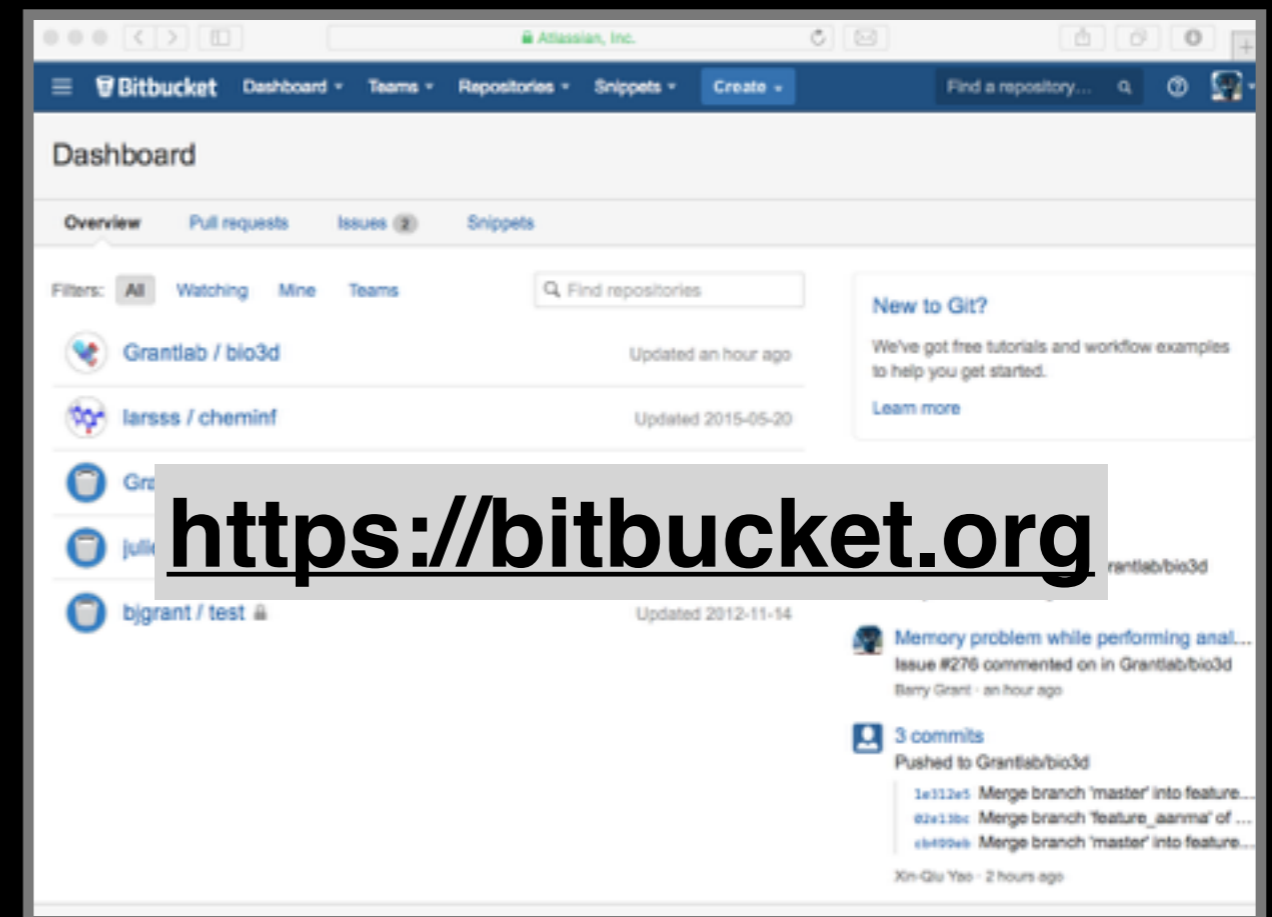 Atlassian, Inc.
Bitbucket Dashboard Teams Repositories Snippets Create Find a repository...
Dashboard
Overview Pull requests Issues 2 Snippets
Filters: All Watching Mine Teams Find repositories
Grantlab / bio3d Updated an hour ago
larsss / cheminf Updated 2015-05-20
https://bitbucket.org
bjgrant / test Updated 2012-11-14
New to Git?
We've got free tutorials and workflow examples
to help you get started.
Learn more
Memory problem while performing anal...
Issue #276 commented on in Grantlab/bio3d
Barry Grant · an hour ago
3 commits
Pushed to Grantlab/bio3d
1e312e5 Merge branch 'master' into feature...
02e13bc Merge branch 'feature_aanma' of ...
cb499eb Merge branch 'master' into feature...
Xin-Qiu Yao · 2 hours ago